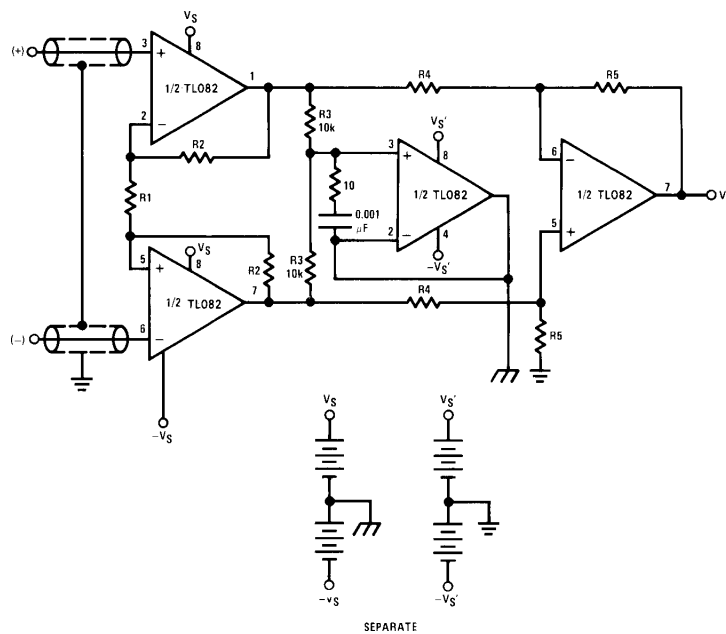 VS
8
(+)
3
+
1/2 TL082
1
2
−
R2
R1
R3
10k
R4
R5
VS'
8
3
+
10
1/2 TL082
0.001
µF
2
−
4
−VS'
6
−
1/2 TL082
7
V
5
+
VS
8
5
+
1/2 TL082
R2
7
R3
10k
R4
R5
(−)
6
−
−VS
VS
VS'
−VS
−VS'
SEPARATE